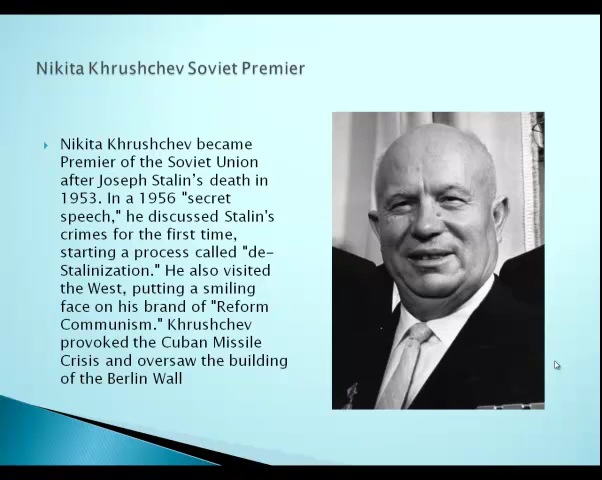 Nikita Khrushchev Soviet Premier
Nikita Khrushchev became
Premier of the Soviet Union
after Joseph Stalin's death in
1953. In a 1956 "secret
speech," he discussed Stalin's
crimes for the first time,
starting a process called "de-
Stalinization." He also visited
the West, putting a smiling
face on his brand of "Reform
Communism." Khrushchev
provoked the Cuban Missile
Crisis and oversaw the building
of the Berlin Wall